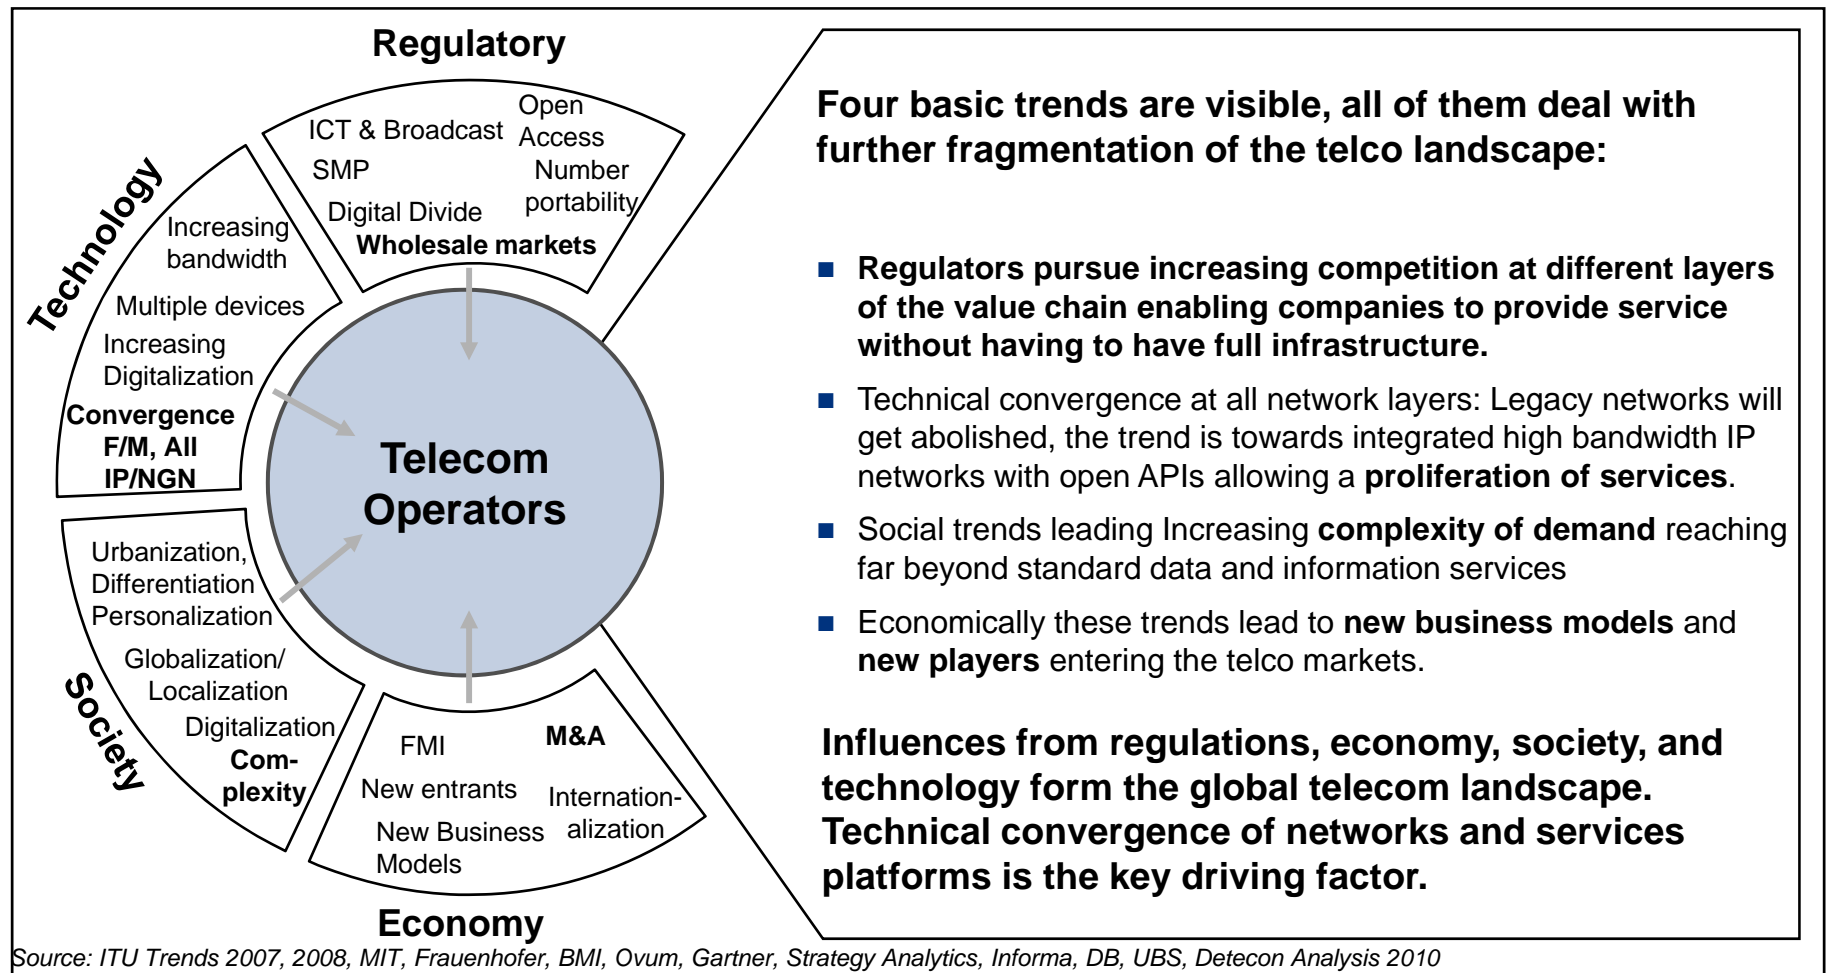 Regulatory
ICT & Broadcast
Open
Access
SMP
Number
portability
Digital Divide
Wholesale markets
Technology
Increasing
bandwidth
Multiple devices
Increasing
Digitalization
Convergence
F/M, All
IP/NGN
Telecom
Operators
Society
Urbanization,
Differentiation
Personalization
Globalization/
Localization
Digitalization
Com-
plexity
FMI
M&A
New entrants
Internation-
alization
New Business
Models
Economy
Four basic trends are visible, all of them deal with
further fragmentation of the telco landscape:
Regulators pursue increasing competition at different layers
of the value chain enabling companies to provide service
without having to have full infrastructure.
Technical convergence at all network layers: Legacy networks will
get abolished, the trend is towards integrated high bandwidth IP
networks with open APIs allowing a proliferation of services.
Social trends leading Increasing complexity of demand reaching
far beyond standard data and information services
Economically these trends lead to new business models and
new players entering the telco markets.
Influences from regulations, economy, society, and
technology form the global telecom landscape.
Technical convergence of networks and services
platforms is the key driving factor.
Source: ITU Trends 2007, 2008, MIT, Frauenhofer, BMI, Ovum, Gartner, Strategy Analytics, Informa, DB, UBS, Detecon Analysis 2010